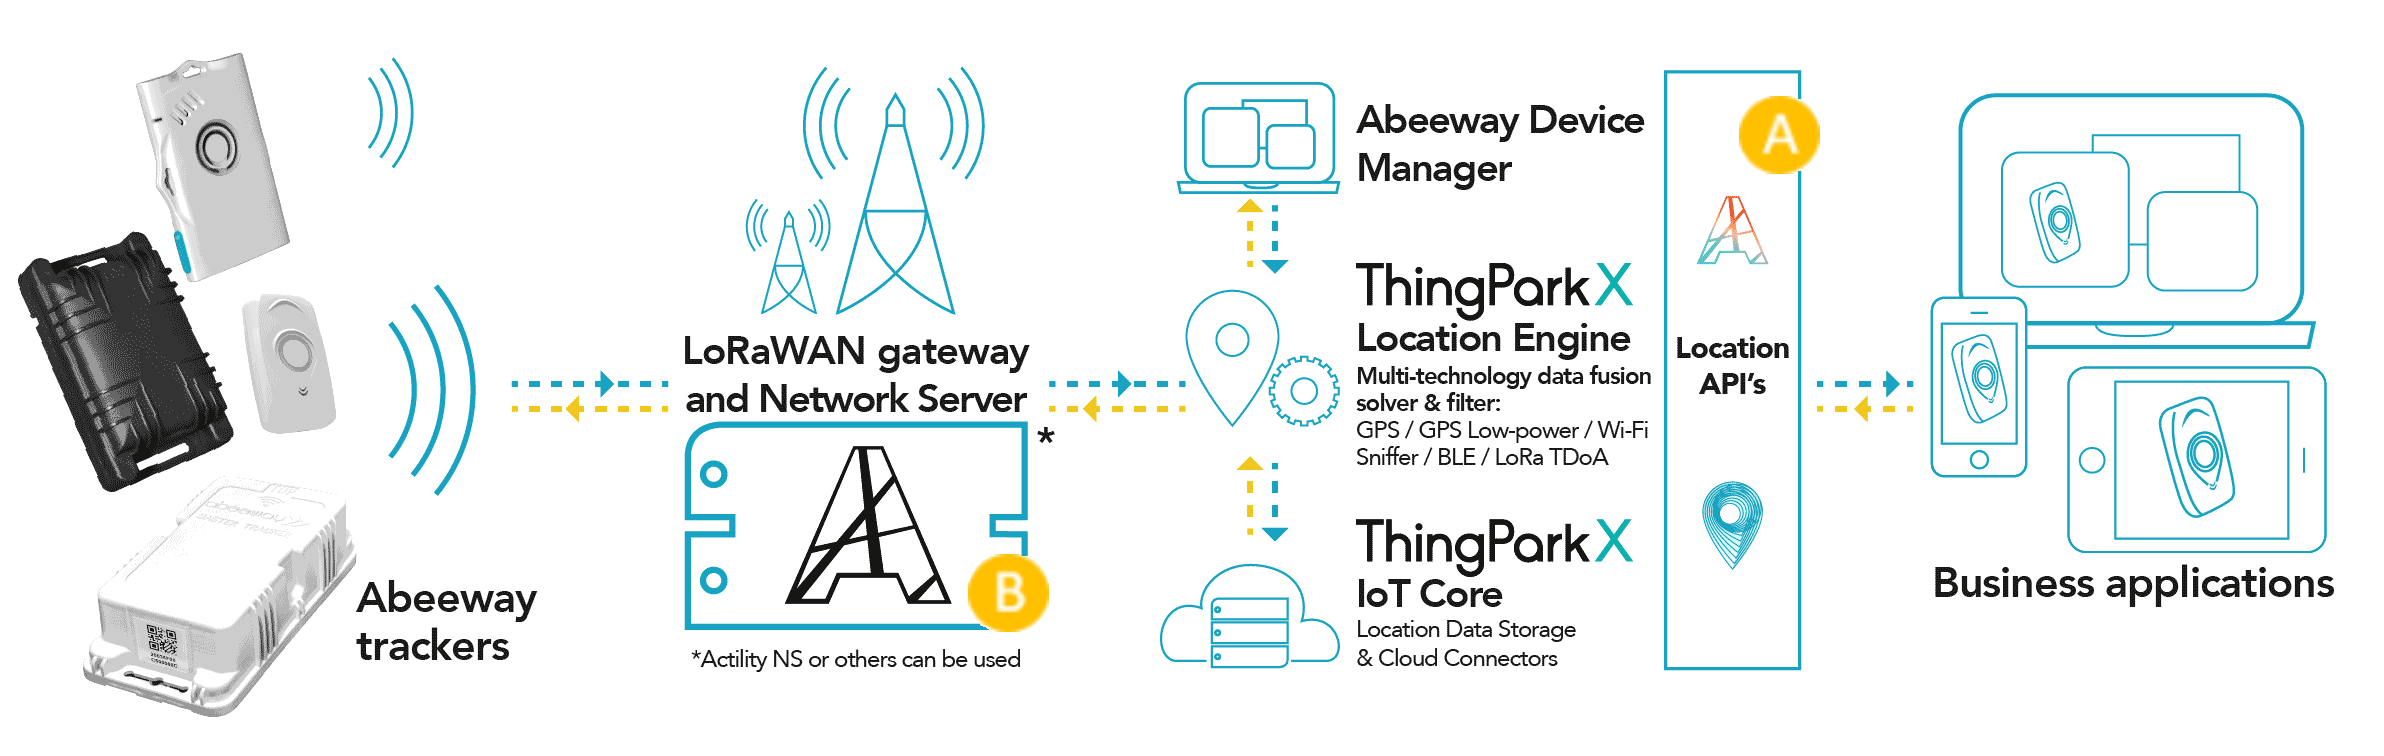 Abeeway
trackers
LoRaWAN gateway
and Network Server
*
B
*Actility NS or others can be used
Abeeway Device
Manager
ThingPark X
Location Engine
Multi-technology data fusion
solver & filter:
GPS / GPS Low-power / Wi-Fi
Sniffer / BLE / LoRa TDoA
ThingPark X
IoT Core
Location Data Storage
& Cloud Connectors
A
Location
API's
Business applications